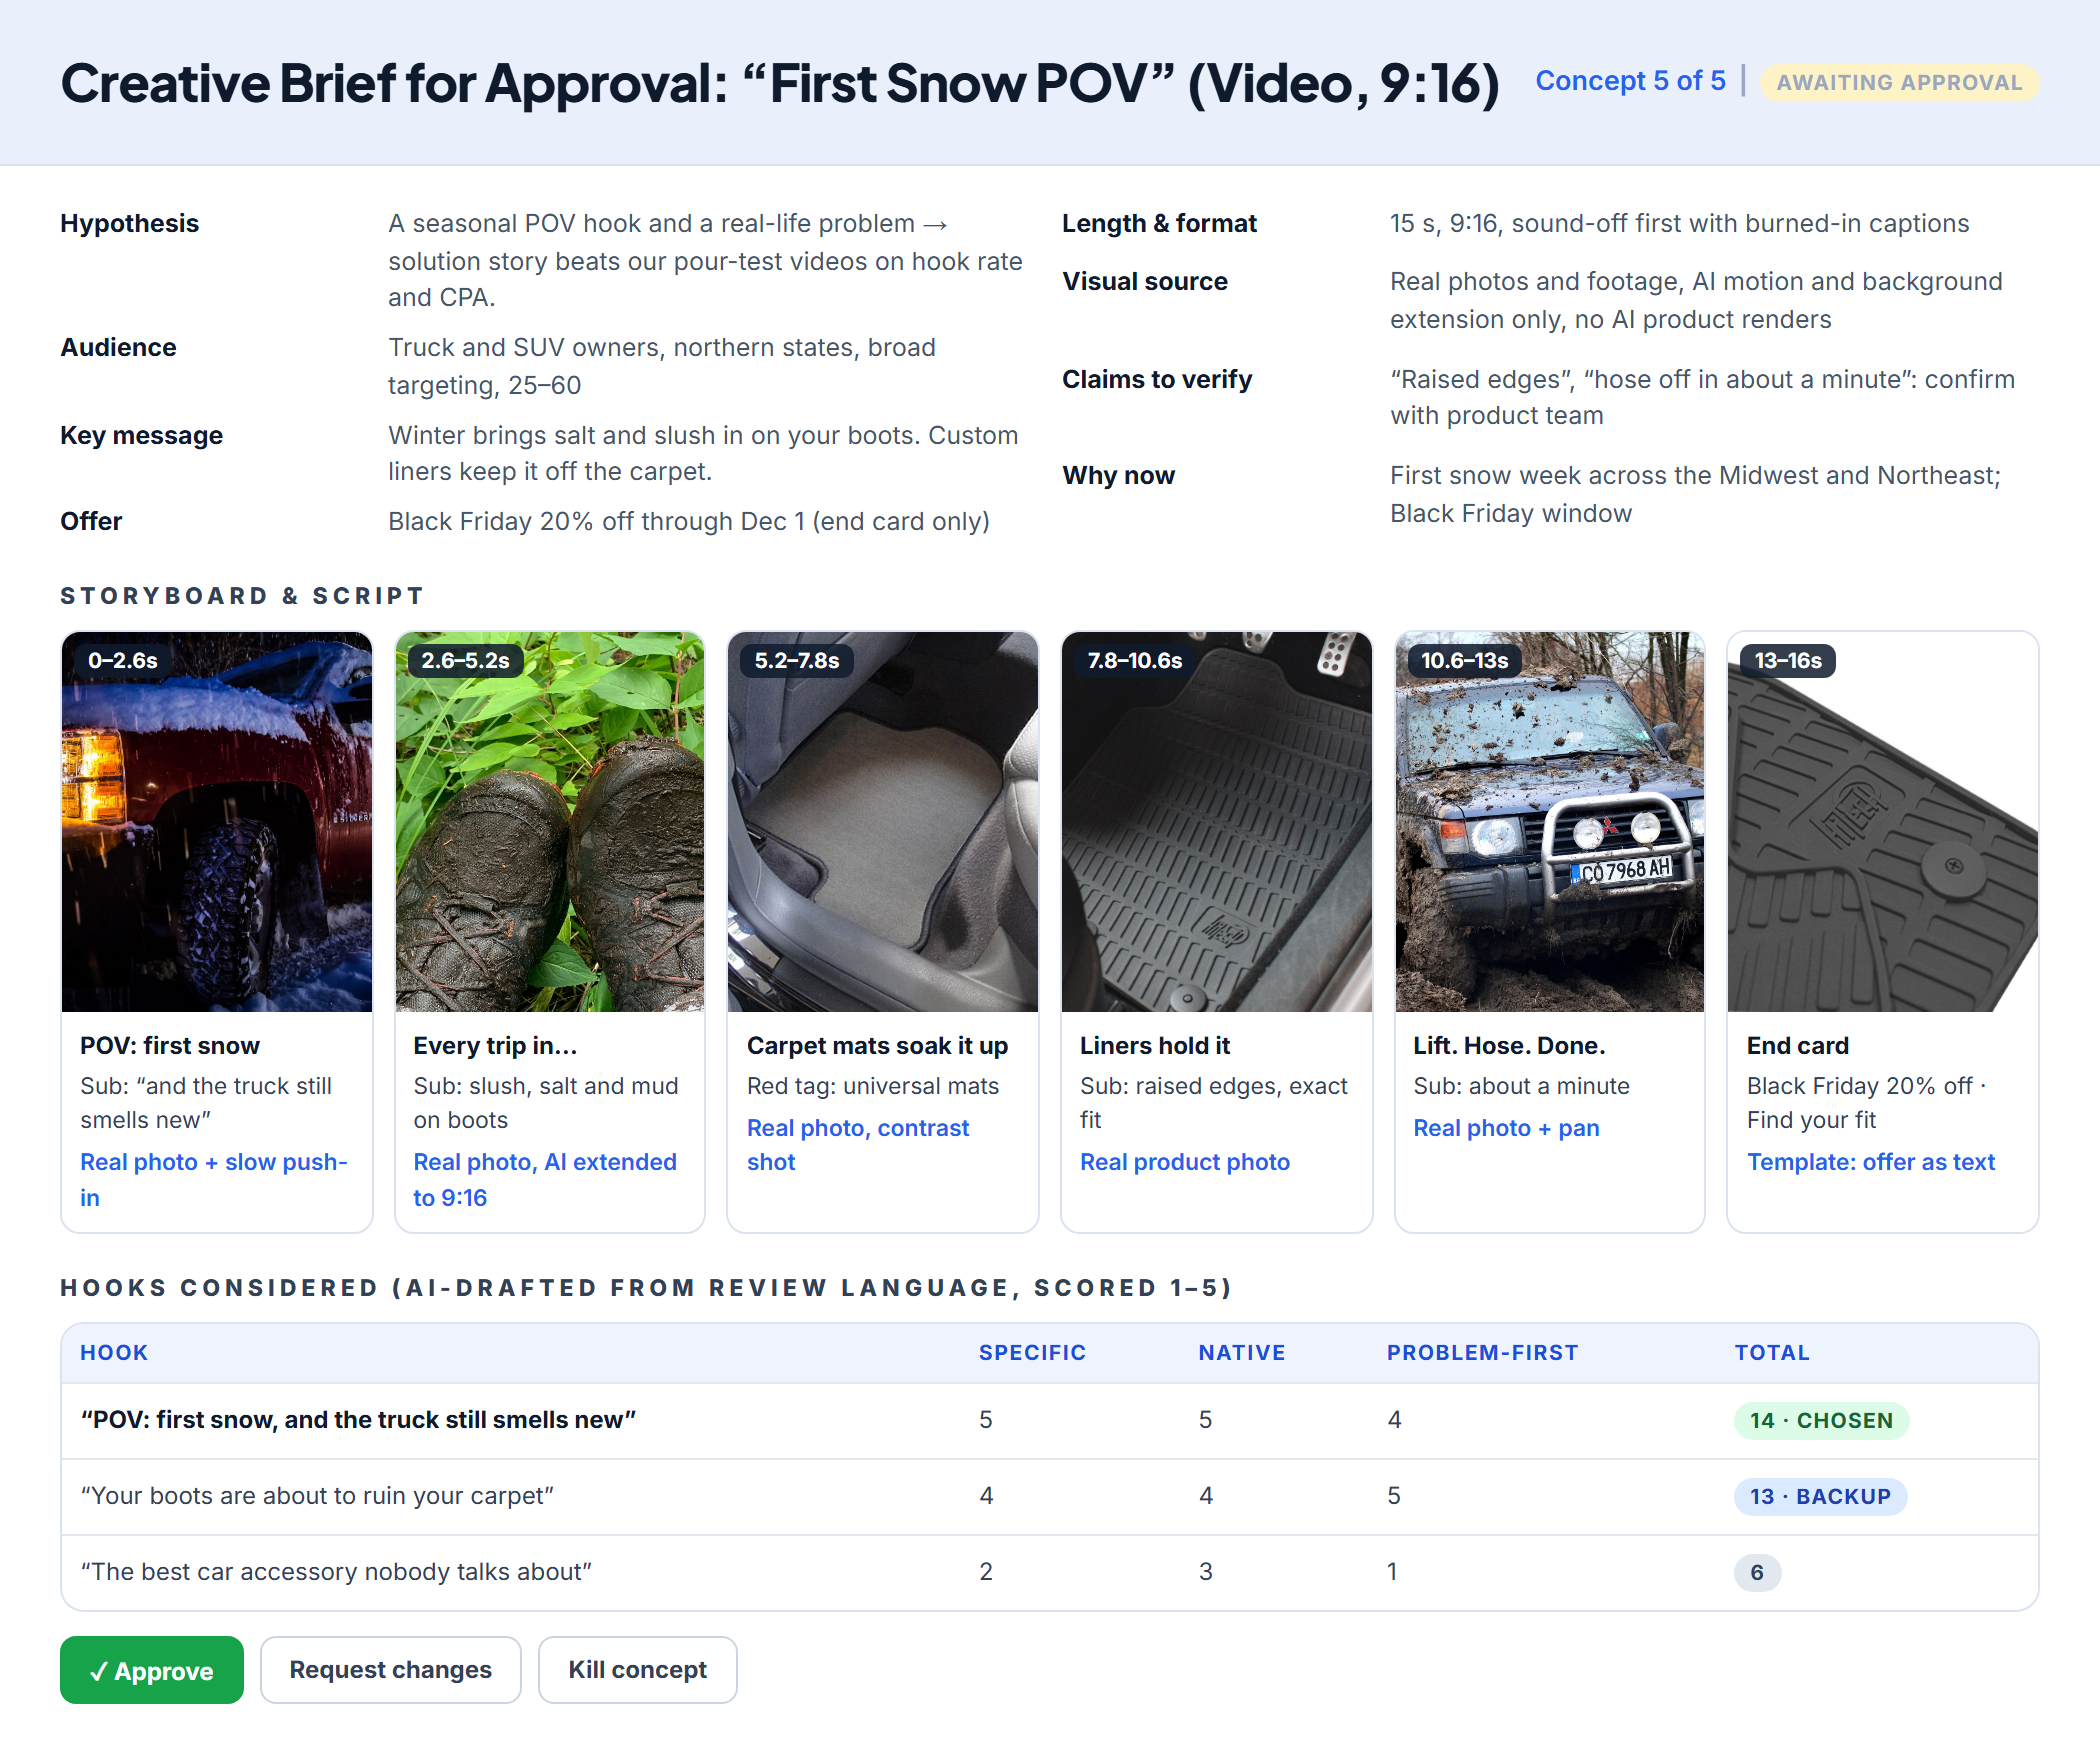 Creative Brief for Approval: “First Snow POV” (Video, 9:16)
Concept 5 of 5 | AWAITING APPROVAL
Hypothesis
A seasonal POV hook and a real-life problem →
solution story beats our pour-test videos on hook rate
and CPA.
Audience
Truck and SUV owners, northern states, broad
targeting, 25–60
Key message
Winter brings salt and slush in on your boots. Custom
liners keep it off the carpet.
Offer
Black Friday 20% off through Dec 1 (end card only)
Length & format
15 s, 9:16, sound-off first with burned-in captions
Visual source
Real photos and footage, AI motion and background
extension only, no AI product renders
Claims to verify
“Raised edges”, “hose off in about a minute”: confirm
with product team
Why now
First snow week across the Midwest and Northeast;
Black Friday window
STORYBOARD & SCRIPT
0–2.6s
POV: first snow
Sub: “and the truck still
smells new”
Real photo + slow push-
in
2.6–5.2s
Every trip in…
Sub: slush, salt and mud
on boots
Real photo, AI extended
to 9:16
5.2–7.8s
Carpet mats soak it up
Red tag: universal mats
Real photo, contrast
shot
7.8–10.6s
Liners hold it
Sub: raised edges, exact
fit
Real product photo
10.6–13s
CO 7968 AH
Lift. Hose. Done.
Sub: about a minute
Real photo + pan
13–16s
End card
Black Friday 20% off ·
Find your fit
Template: offer as text
HOOKS CONSIDERED (AI-DRAFTED FROM REVIEW LANGUAGE, SCORED 1–5)
HOOK SPECIFIC NATIVE PROBLEM-FIRST TOTAL
“POV: first snow, and the truck still smells new” 5 5 4 14 · CHOSEN
“Your boots are about to ruin your carpet” 4 4 5 13 · BACKUP
“The best car accessory nobody talks about” 2 3 1 6
✓ Approve
Request changes
Kill concept